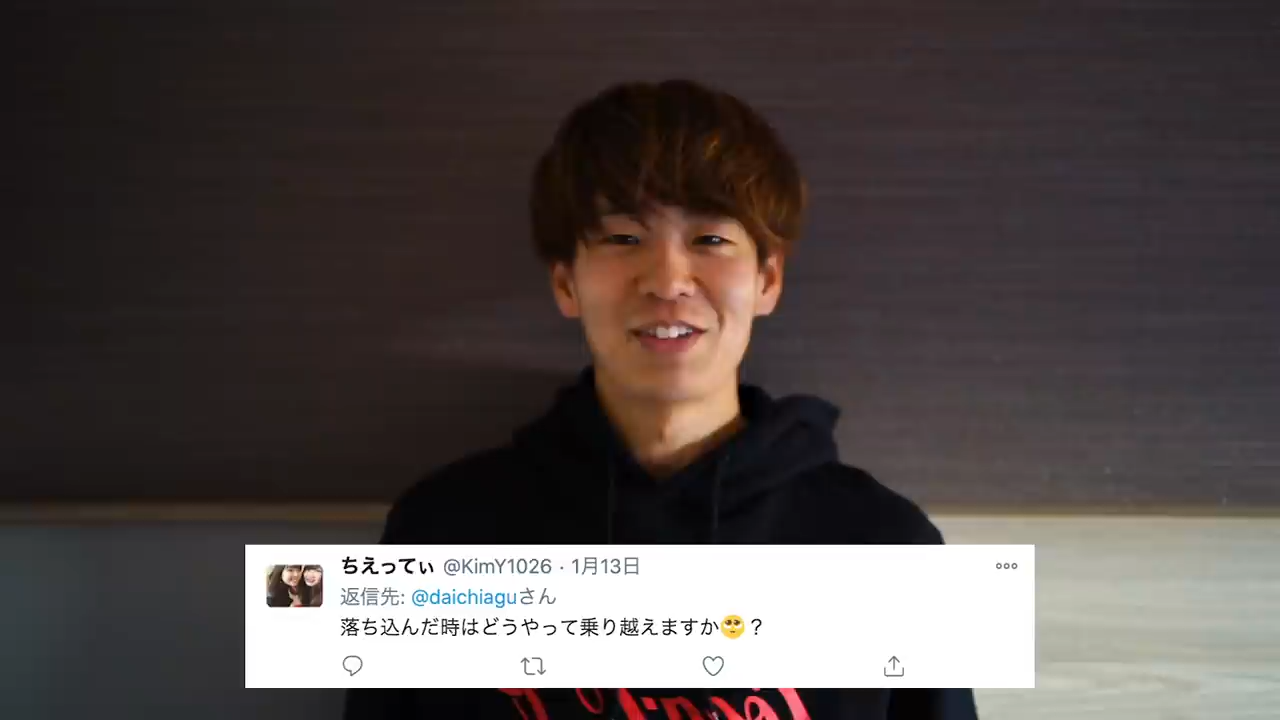 ちえってぃ @KimY1026 · 1月13日
返信先: @daichiaguさん
落ち込んだ時はどうやって乗り越えますか🥺？